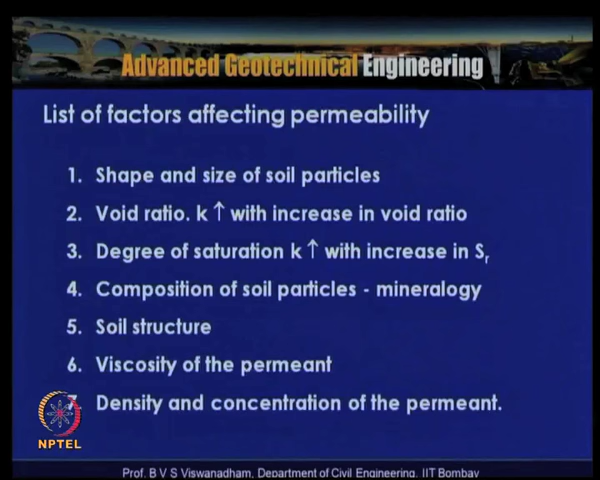 Advanced Geotechnical Engineering
List of factors affecting permeability
1. Shape and size of soil particles
2. Void ratio. k ↑ with increase in void ratio
3. Degree of saturation k ↑ with increase in Sr
4. Composition of soil particles - mineralogy
5. Soil structure
6. Viscosity of the permeant
7. Density and concentration of the permeant.
NPTEL
Prof. B V S Viswanadham, Department of Civil Engineering, IIT Bombay